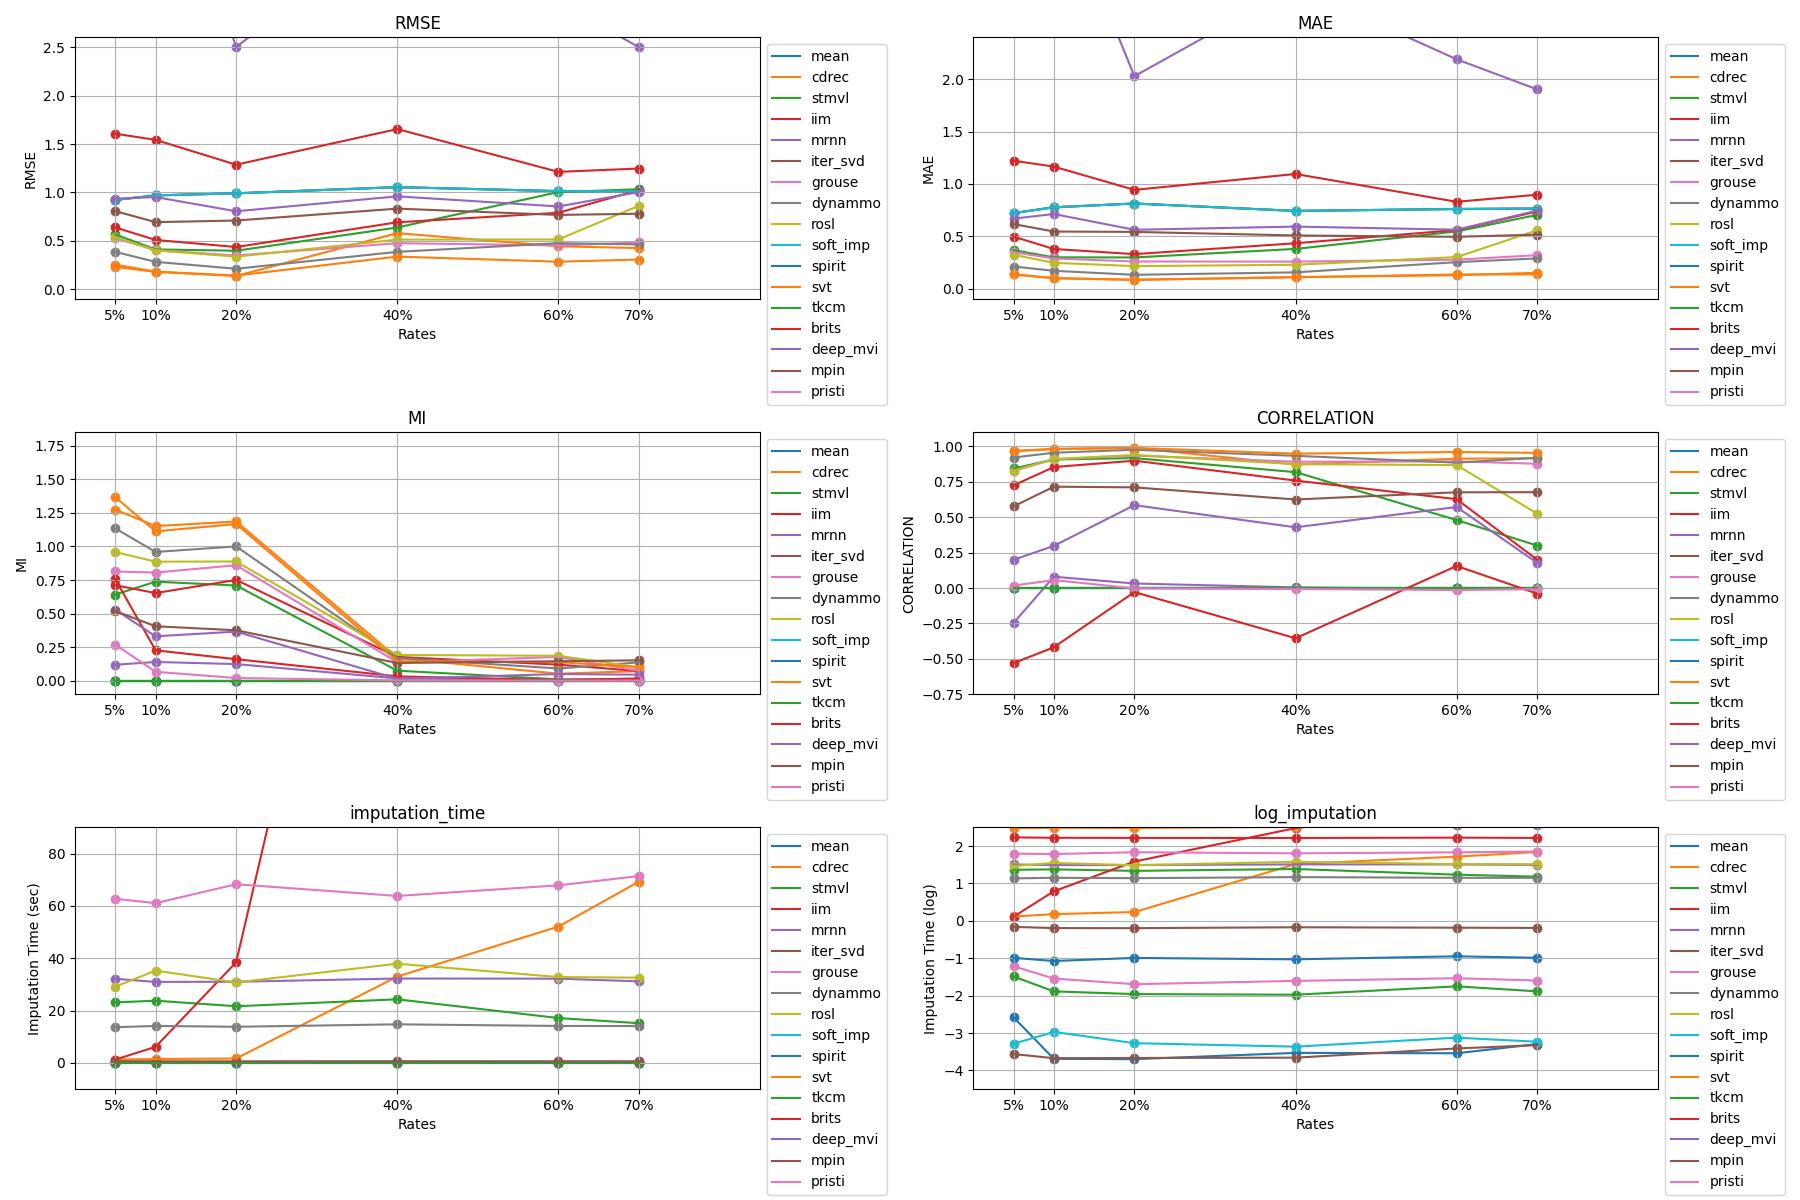 RMSE
2.5
2.0
1.5
1.0
0.5
0.0
RMSE
5% 10% 20% 40% 60% 70%
Rates
mean
cdrec
stmvl
iim
mrnn
iter_svd
grouse
dynammo
rosl
soft_imp
spirit
svt
tkcm
brits
deep_mvi
mpin
pristi
MAE
2.0
1.5
1.0
0.5
0.0
MAE
5% 10% 20% 40% 60% 70%
Rates
mean
cdrec
stmvl
iim
mrnn
iter_svd
grouse
dynammo
rosl
soft_imp
spirit
svt
tkcm
brits
deep_mvi
mpin
pristi
MI
1.75
1.50
1.25
1.00
0.75
0.50
0.25
0.00
MI
5% 10% 20% 40% 60% 70%
Rates
mean
cdrec
stmvl
iim
mrnn
iter_svd
grouse
dynammo
rosl
soft_imp
spirit
svt
tkcm
brits
deep_mvi
mpin
pristi
CORRELATION
1.00
0.75
0.50
0.25
0.00
−0.25
−0.50
−0.75
CORRELATION
5% 10% 20% 40% 60% 70%
Rates
mean
cdrec
stmvl
iim
mrnn
iter_svd
grouse
dynammo
rosl
soft_imp
spirit
svt
tkcm
brits
deep_mvi
mpin
pristi
imputation_time
80
60
40
20
0
Imputation Time (sec)
5% 10% 20% 40% 60% 70%
Rates
mean
cdrec
stmvl
iim
mrnn
iter_svd
grouse
dynammo
rosl
soft_imp
spirit
svt
tkcm
brits
deep_mvi
mpin
pristi
log_imputation
2
1
0
−1
−2
−3
−4
Imputation Time (log)
5% 10% 20% 40% 60% 70%
Rates
mean
cdrec
stmvl
iim
mrnn
iter_svd
grouse
dynammo
rosl
soft_imp
spirit
svt
tkcm
brits
deep_mvi
mpin
pristi